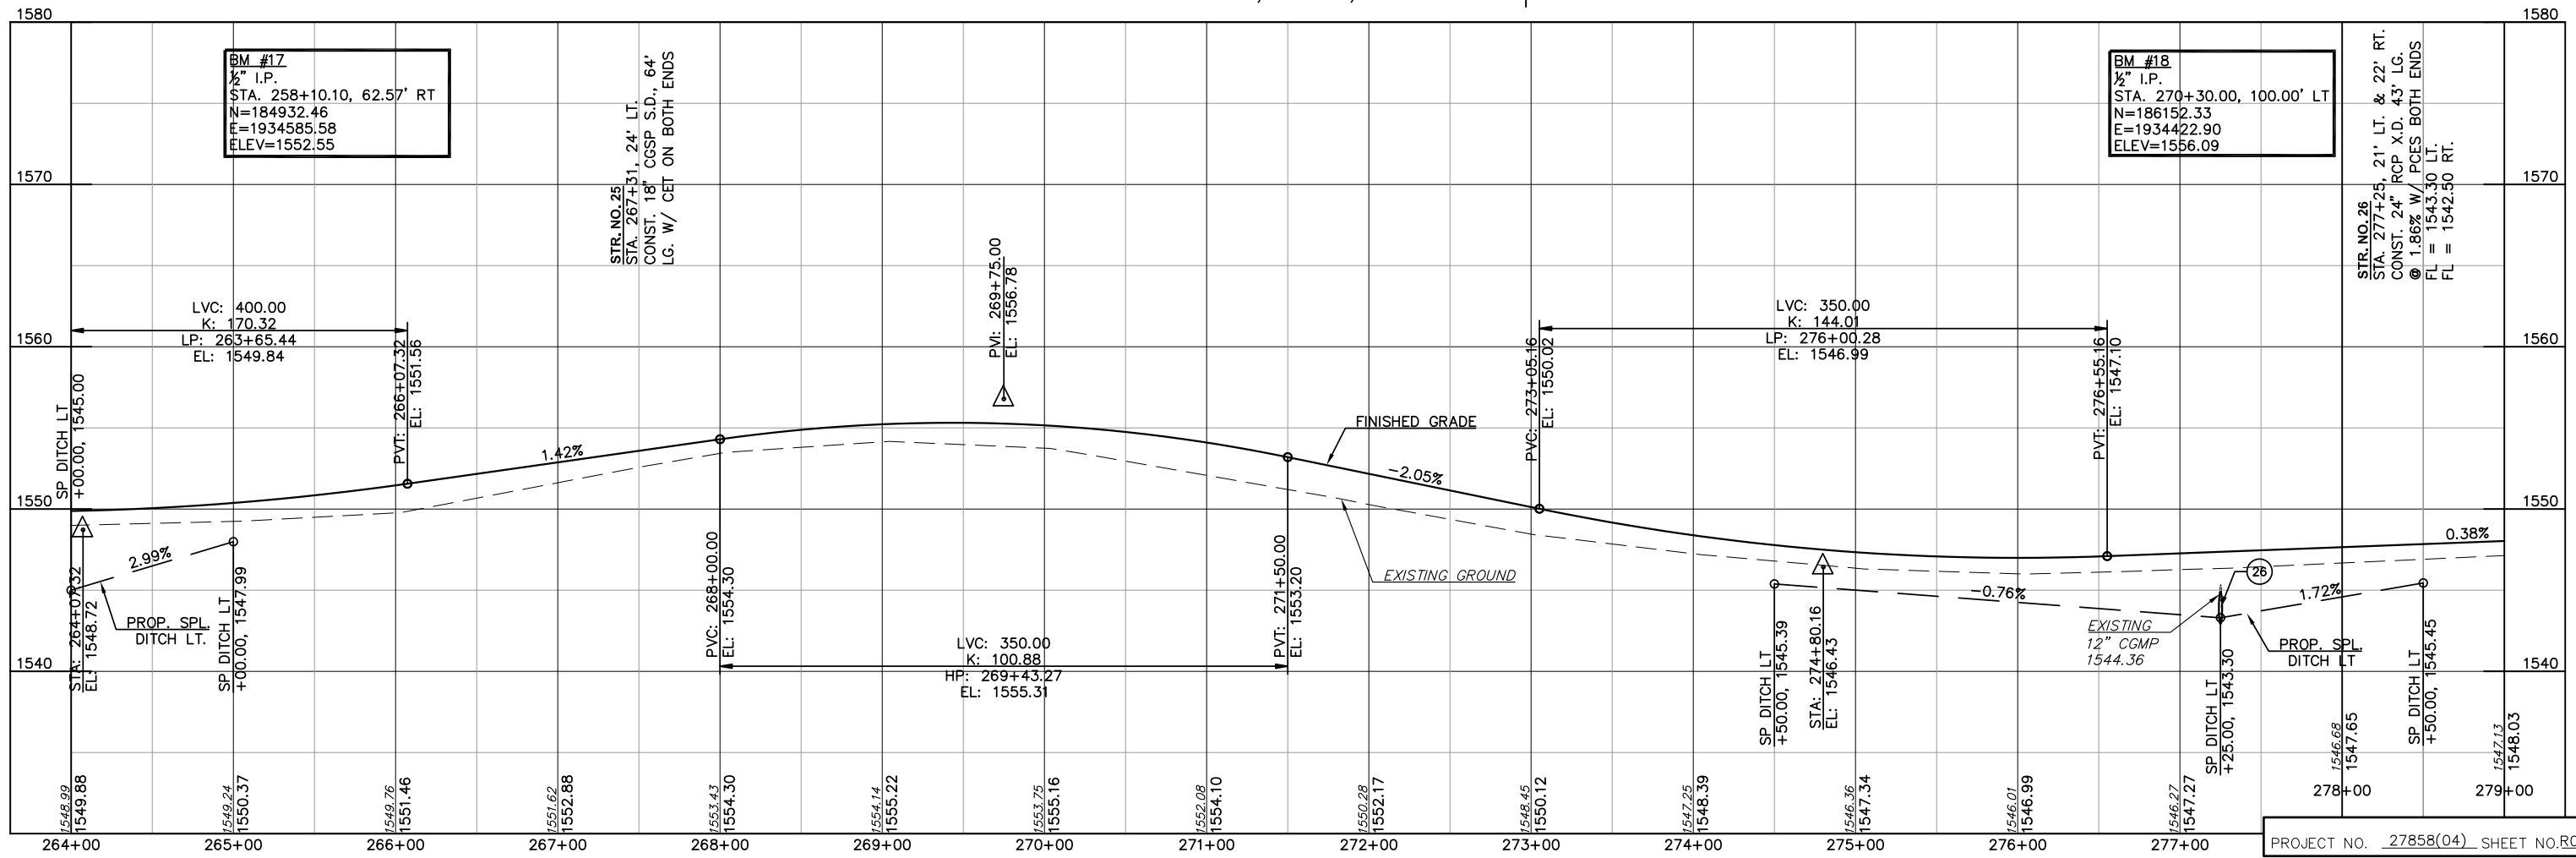 1580
1580
BM #17
½" I.P.
STA. 258+10.10, 62.57' RT
N=184932.46
E=1934585.58
ELEV=1552.55
STR. NO. 25
STA. 267+31, 24' LT.
CONST. 18" CGSP S.D., 64'
LG. W/ CET ON BOTH ENDS
BM #18
½" I.P.
STA. 270+30.00, 100.00' LT
N=186152.33
E=1934422.90
ELEV=1556.09
STR. NO. 26
STA. 277+25, 21' LT. & 22' RT.
CONST. 24" RCP X.D. 43' LG.
@ 1.86% W/ PCES BOTH ENDS
FL = 1543.30 LT.
FL = 1542.50 RT.
1570
1570
LVC: 400.00
K: 170.32
LP: 263+65.44
EL: 1549.84
PVI: 269+75.00
EL: 1556.78
LVC: 350.00
K: 144.01
LP: 276+00.28
EL: 1546.99
1560
1560
SP DITCH LT
+00.00, 1545.00
PVT: 266+07.32
EL: 1551.56
1.42%
FINISHED GRADE
-2.05%
PVC: 273+05.16
EL: 1550.02
PVT: 276+55.16
EL: 1547.10
1550
1550
2.99%
STA: 264+07.32
EL: 1548.72
PROP. SPL.
DITCH LT.
SP DITCH LT
+00.00, 1547.99
PVC: 268+00.00
EL: 1554.30
LVC: 350.00
K: 100.88
HP: 269+43.27
EL: 1555.31
PVT: 271+50.00
EL: 1553.20
EXISTING GROUND
SP DITCH LT
+50.00, 1545.39
STA: 274+80.16
EL: 1546.43
-0.76%
EXISTING
12" CGMP
1544.36
26
1.72%
0.38%
PROP. SPL.
DITCH LT
SP DITCH LT
+25.00, 1543.30
SP DITCH LT
+50.00, 1545.45
1540
1540
1548.99
1549.88
1549.24
1550.37
1549.76
1551.46
1551.62
1552.88
1553.43
1554.30
1554.14
1555.22
1553.75
1555.16
1552.08
1554.10
1550.28
1552.17
1548.45
1550.12
1547.25
1548.39
1546.36
1547.34
1546.01
1546.99
1546.27
1547.27
1546.68
1547.65
1547.13
1548.03
264+00
265+00
266+00
267+00
268+00
269+00
270+00
271+00
272+00
273+00
274+00
275+00
276+00
277+00
278+00
279+00
PROJECT NO. 27858(04) SHEET NO.